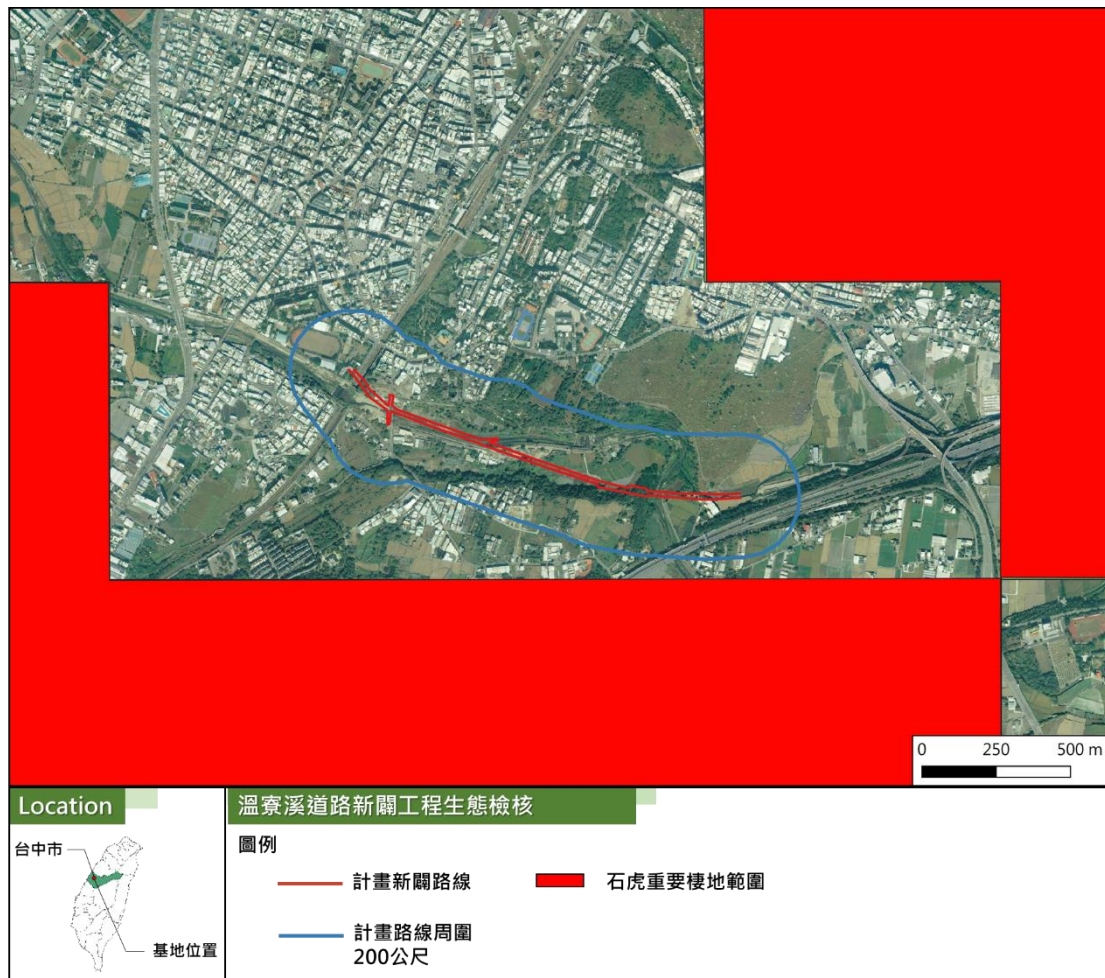 0 250 500 m
Location
台中市
基地位置
溫寮溪道路新闢工程生態檢核
圖例
計畫新闢路線
石虎重要棲地範圍
計畫路線周圍
200公尺